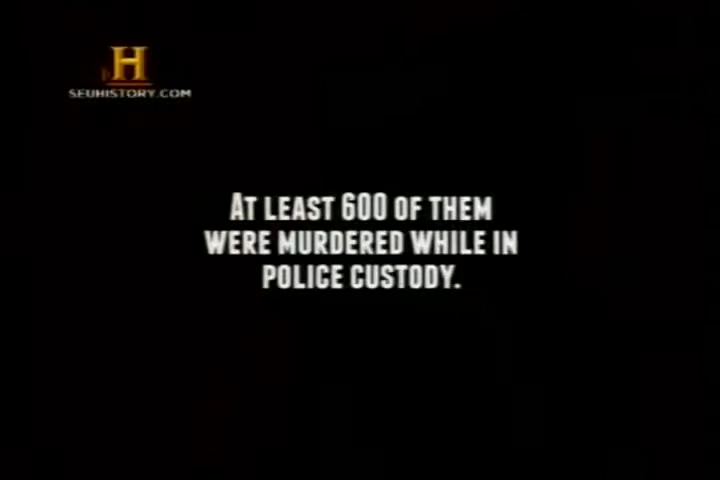 H
SEUHISTORY.COM
AT LEAST 600 OF THEM
WERE MURDERED WHILE IN
POLICE CUSTODY.